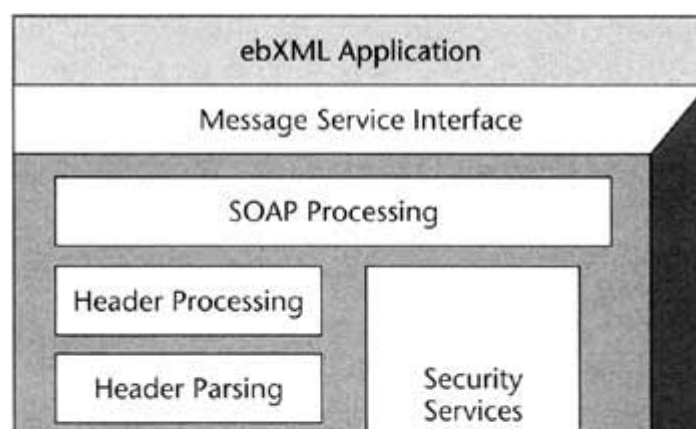 ebXML Application
Message Service Interface
SOAP Processing
Header Processing
Header Parsing
Security
Services